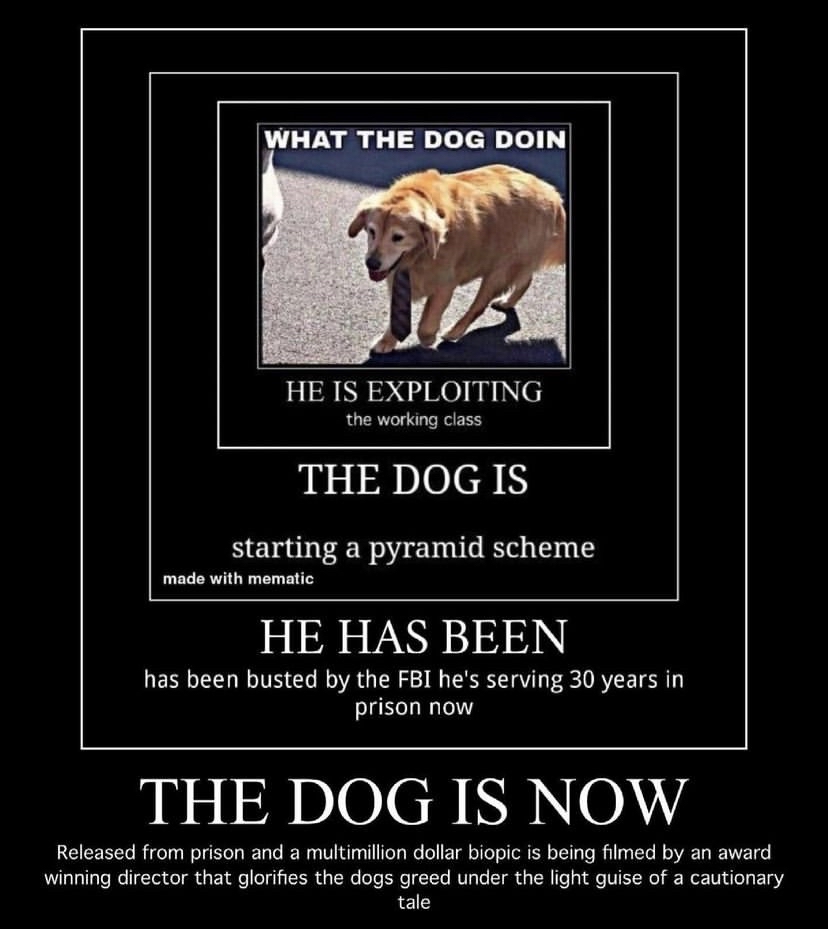 WHAT THE DOG DOIN
HE IS EXPLOITING
the working class
THE DOG IS
starting a pyramid scheme
made with mematic
HE HAS BEEN
has been busted by the FBI he's serving 30 years in
prison now
THE DOG IS NOW
Released from prison and a multimillion dollar biopic is being filmed by an award
winning director that glorifies the dogs greed under the light guise of a cautionary
tale